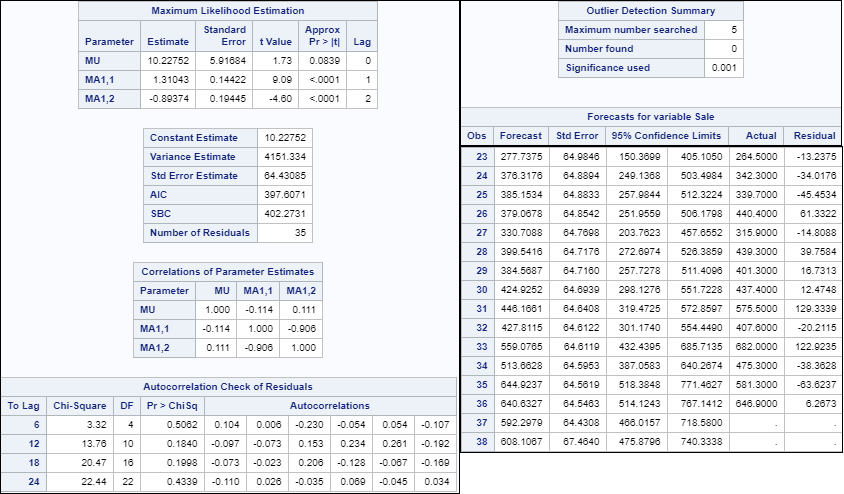 Maximum Likelihood Estimation
Parameter Estimate Standard Error t Value Approx Pr > |t| Lag
MU 10.22752 5.91684 1.73 0.0839 0
MA1,1 1.31043 0.14422 9.09 <.0001 1
MA1,2 -0.89374 0.19445 -4.60 <.0001 2
Constant Estimate 10.22752
Variance Estimate 4151.334
Std Error Estimate 64.43085
AIC 397.6071
SBC 402.2731
Number of Residuals 35
Correlations of Parameter Estimates
Parameter MU MA1,1 MA1,2
MU 1.000 -0.114 0.111
MA1,1 -0.114 1.000 -0.906
MA1,2 0.111 -0.906 1.000
Autocorrelation Check of Residuals
To Lag Chi-Square DF Pr > ChiSq Autocorrelations
6 3.32 4 0.5062 0.104 0.006 -0.230 -0.054 0.054 -0.107
12 13.76 10 0.1840 -0.097 -0.073 0.153 0.234 0.261 -0.192
18 20.47 16 0.1998 -0.073 -0.023 0.206 -0.128 -0.067 -0.169
24 22.44 22 0.4339 -0.110 0.026 -0.035 0.069 -0.045 0.034
Outlier Detection Summary
Maximum number searched 5
Number found 0
Significance used 0.001
Forecasts for variable Sale
Obs Forecast Std Error 95% Confidence Limits Actual Residual
23 277.7375 64.9846 150.3699 405.1050 264.5000 -13.2375
24 376.3176 64.8894 249.1368 503.4984 342.3000 -34.0176
25 385.1534 64.8833 257.9844 512.3224 339.7000 -45.4534
26 379.0678 64.8542 251.9559 506.1798 440.4000 61.3322
27 330.7088 64.7698 203.7623 457.6552 315.9000 -14.8088
28 399.5416 64.7176 272.6974 526.3859 439.3000 39.7584
29 384.5687 64.7160 257.7278 511.4096 401.3000 16.7313
30 424.9252 64.6939 298.1276 551.7228 437.4000 12.4748
31 446.1661 64.6408 319.4725 572.8597 575.5000 129.3339
32 427.8115 64.6122 301.1740 554.4490 407.6000 -20.2115
33 559.0765 64.6119 432.4395 685.7135 682.0000 122.9235
34 513.6628 64.5953 387.0583 640.2674 475.3000 -38.3628
35 644.9237 64.5619 518.3848 771.4627 581.3000 -63.6237
36 640.6327 64.5463 514.1243 767.1412 646.9000 6.2673
37 592.2979 64.4308 466.0157 718.5800 . .
38 608.1067 67.4640 475.8796 740.3338 . .